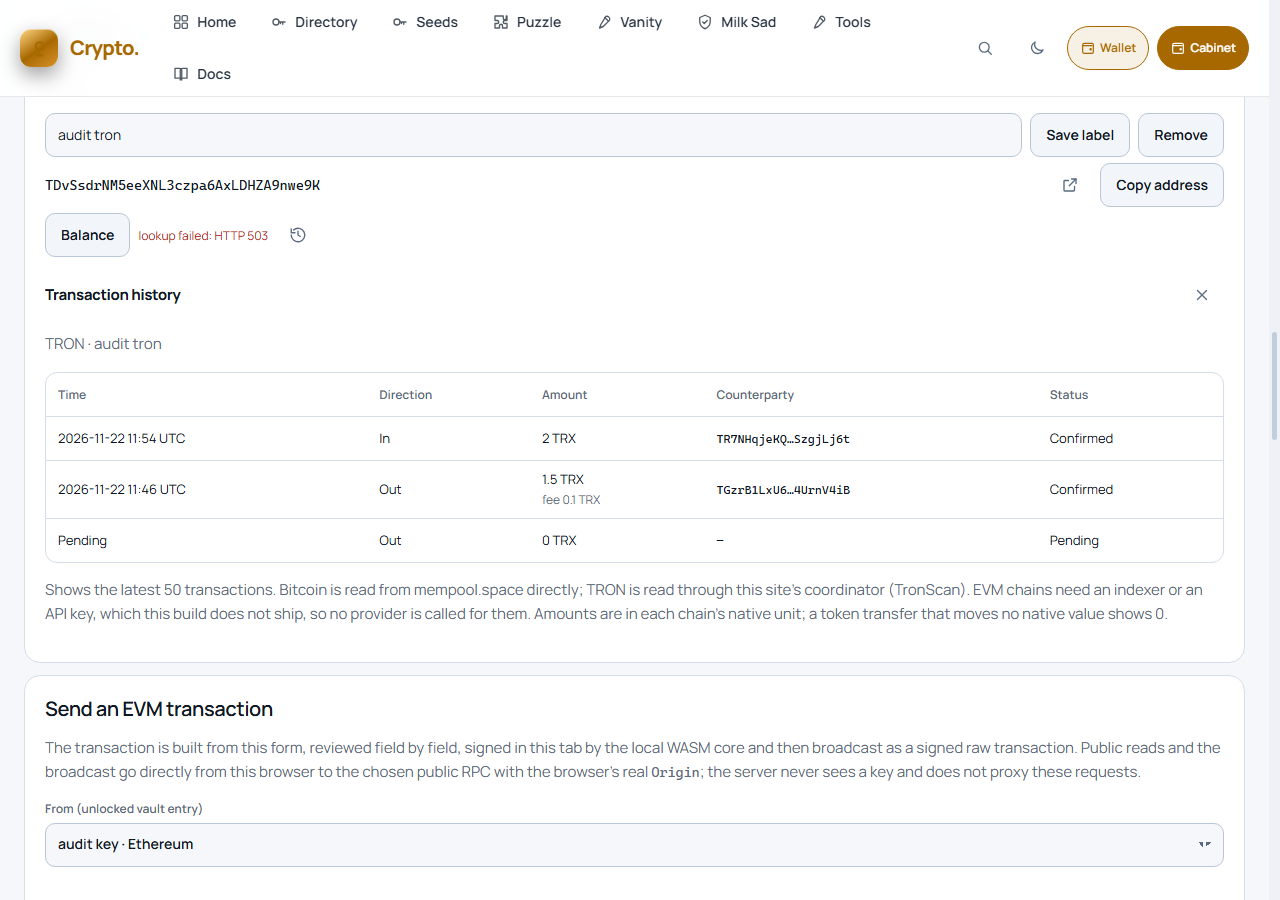 Crypto.
Home
Directory
Seeds
Puzzle
Vanity
Milk Sad
Tools
Docs
Wallet
Cabinet
audit tron
Save label
Remove
TDvSsdrNM5eeXNL3czpa6AxLDHZA9nwe9K
Copy address
Balance
lookup failed: HTTP 503
Transaction history
TRON · audit tron
Time Direction Amount Counterparty Status
2026-11-22 11:54 UTC In 2 TRX TR7NHqjeKQ…SzgjLj6t Confirmed
2026-11-22 11:46 UTC Out 1.5 TRX TGzrB1LxU6…4UrnV4iB Confirmed
fee 0.1 TRX
Pending Out 0 TRX – Pending
Shows the latest 50 transactions. Bitcoin is read from mempool.space directly; TRON is read through this site's coordinator (TronScan). EVM chains need an indexer or an
API key, which this build does not ship, so no provider is called for them. Amounts are in each chain's native unit; a token transfer that moves no native value shows 0.
Send an EVM transaction
The transaction is built from this form, reviewed field by field, signed in this tab by the local WASM core and then broadcast as a signed raw transaction. Public reads and the
broadcast go directly from this browser to the chosen public RPC with the browser's real Origin; the server never sees a key and does not proxy these requests.
From (unlocked vault entry)
audit key · Ethereum